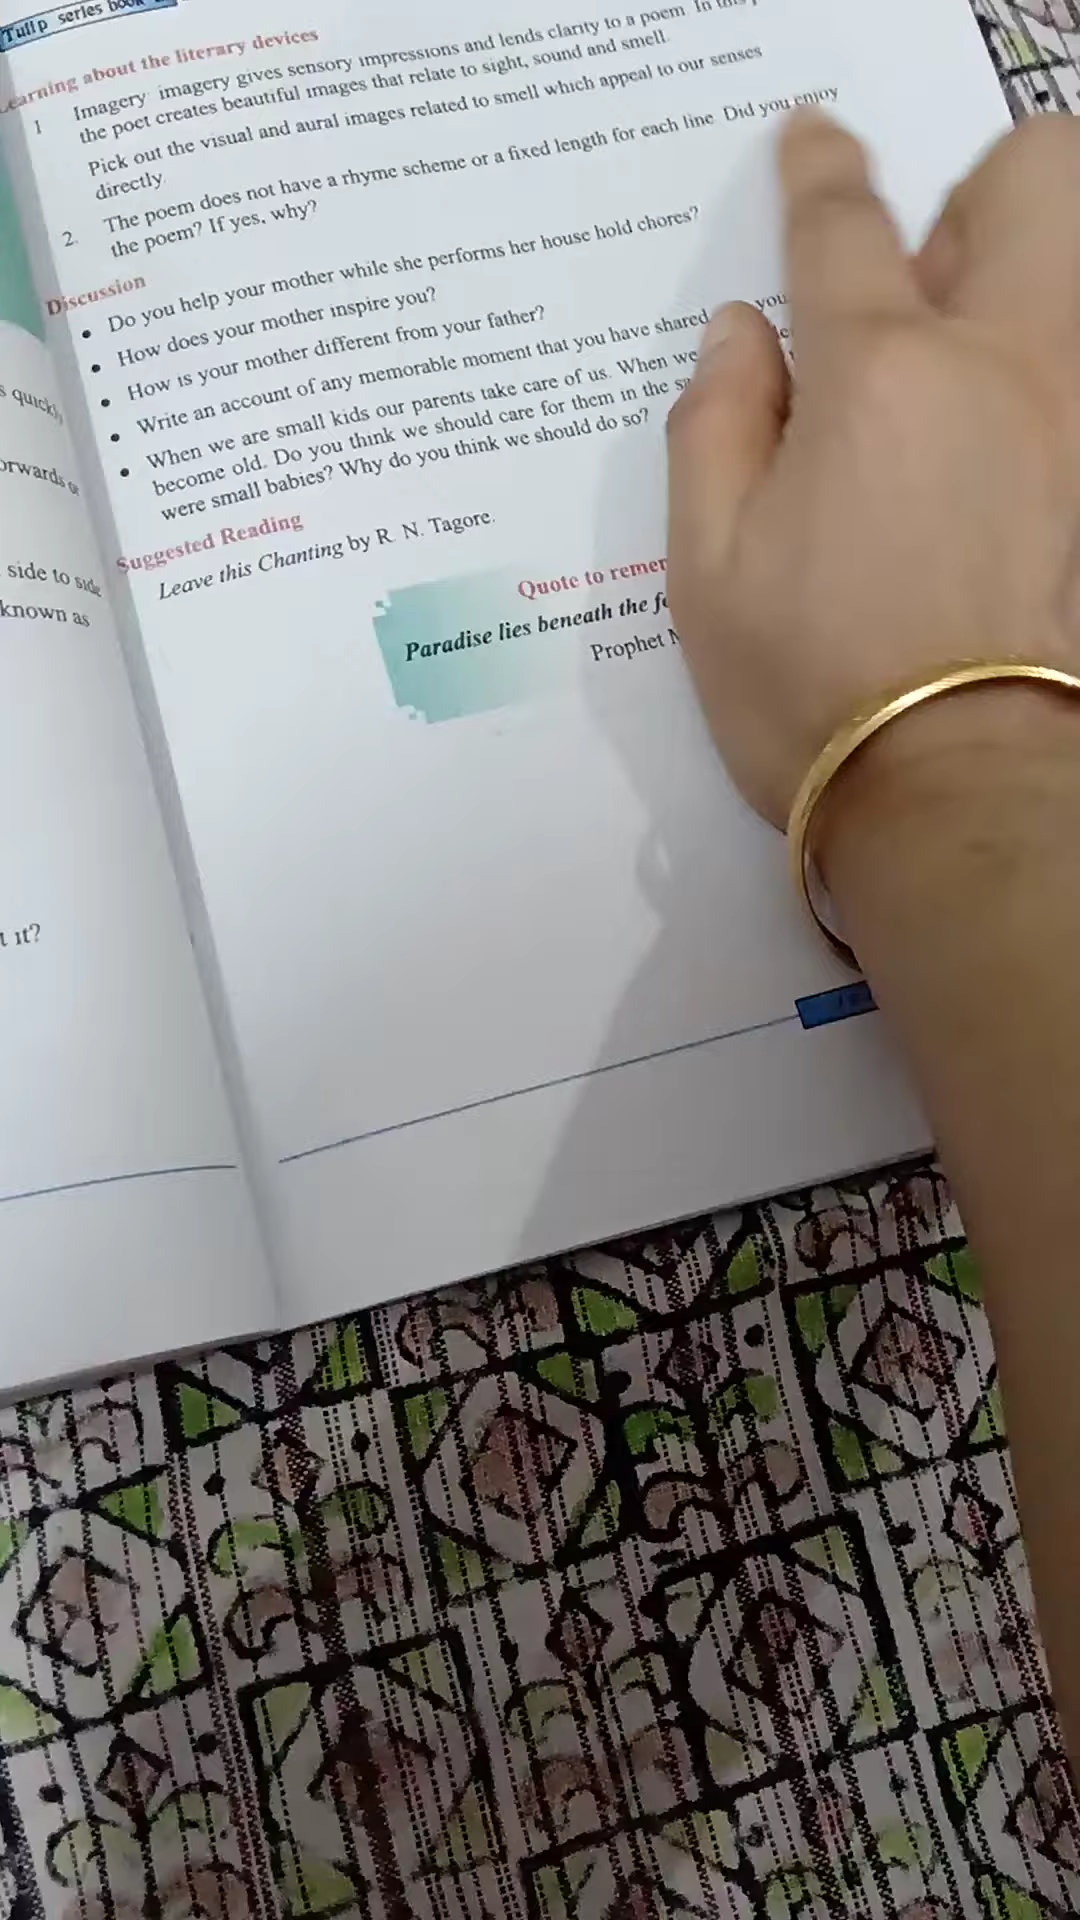 Tulip series book
s quickly
orwards or
side to side
known as
t it?
Learning about the literary devices
1 Imagery imagery gives sensory impressions and lends clarity to a poem In this
the poet creates beautiful images that relate to sight, sound and smell.
Pick out the visual and aural images related to smell which appeal to our senses
directly.
2. The poem does not have a rhyme scheme or a fixed length for each line Did you enjoy
the poem? If yes, why?
Discussion
• Do you help your mother while she performs her house hold chores?
• How does your mother inspire you?
• How is your mother different from your father?
• Write an account of any memorable moment that you have shared you
• When we are small kids our parents take care of us. When we
become old. Do you think we should care for them in the
were small babies? Why do you think we should do so?
Suggested Reading
Leave this Chanting by R. N. Tagore.
Quote to remem
Paradise lies beneath the
Prophet